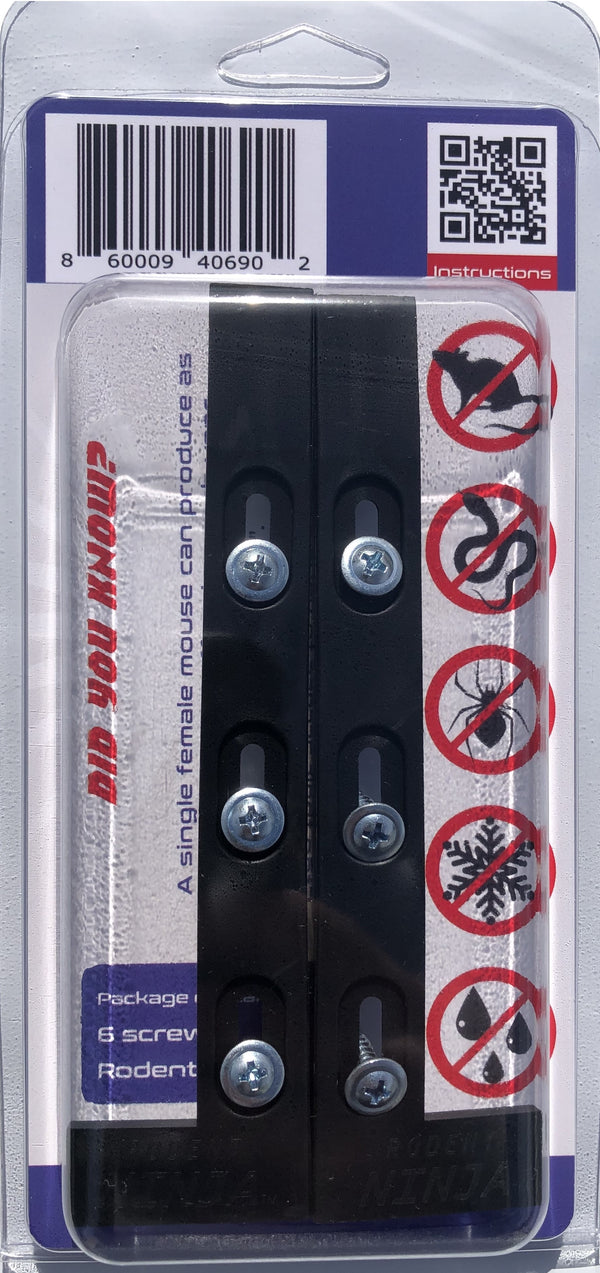 8 60009 40690 2
Instructions
DID YOU KNOW?
A single female mouse can produce as
Package
6 screw
Rodent
RODENT
NINJA
RODENT
NINJA